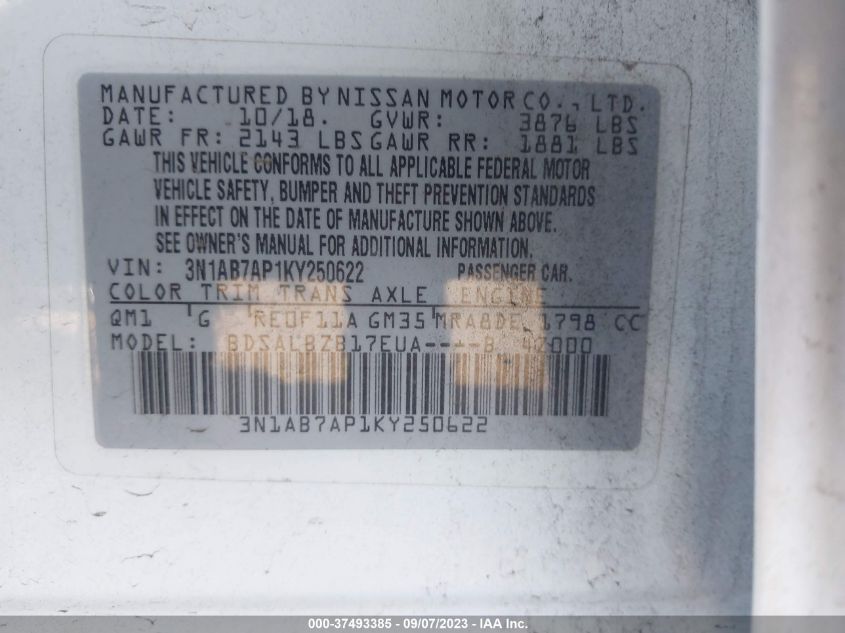 MANUFACTURED BY NISSAN MOTOR CO., LTD.
DATE: 10/18. GVWR: 3876 LBS
GAWR FR: 2143 LBS GAWR RR: 1881 LBS
THIS VEHICLE CONFORMS TO ALL APPLICABLE FEDERAL MOTOR
VEHICLE SAFETY, BUMPER AND THEFT PREVENTION STANDARDS
IN EFFECT ON THE DATE OF MANUFACTURE SHOWN ABOVE.
SEE OWNER'S MANUAL FOR ADDITIONAL INFORMATION.
VIN: 3N1AB7AP1KY250622 PASSENGER CAR.
COLOR TRIM TRANS AXLE ENGINE
QM1 G RE0F11A GM35 MRA8DE 1798 CC
MODEL: BDSALBZB17EUA----B 40000
3N1AB7AP1KY250622
000-37493385 - 09/07/2023 - IAA Inc.